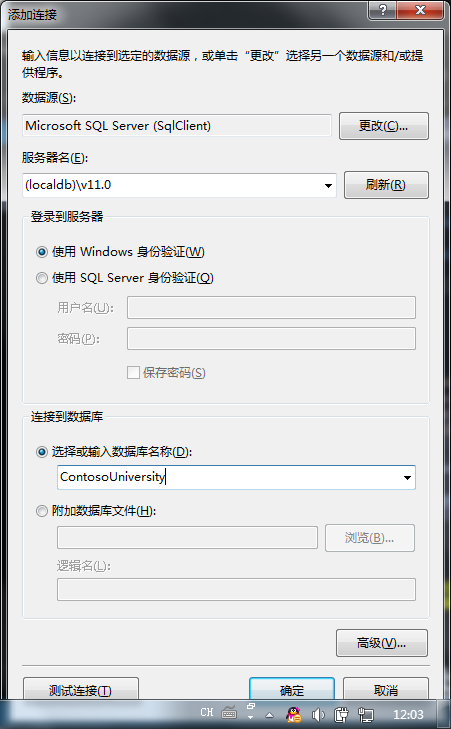 添加连接
输入信息以连接到选定的数据源，或单击“更改”选择另一个数据源和/或提
供程序。
数据源(S):
Microsoft SQL Server (SqlClient)
更改(C)...
服务器名(E):
(localdb)\v11.0
刷新(R)
登录到服务器
使用 Windows 身份验证(W)
使用 SQL Server 身份验证(Q)
用户名(U):
密码(P):
保存密码(S)
连接到数据库
选择或输入数据库名称(D):
ContosoUniversity
附加数据库文件(H):
浏览(B)...
逻辑名(L):
高级(V)...
测试连接(T)
确定
取消
CH
12:03